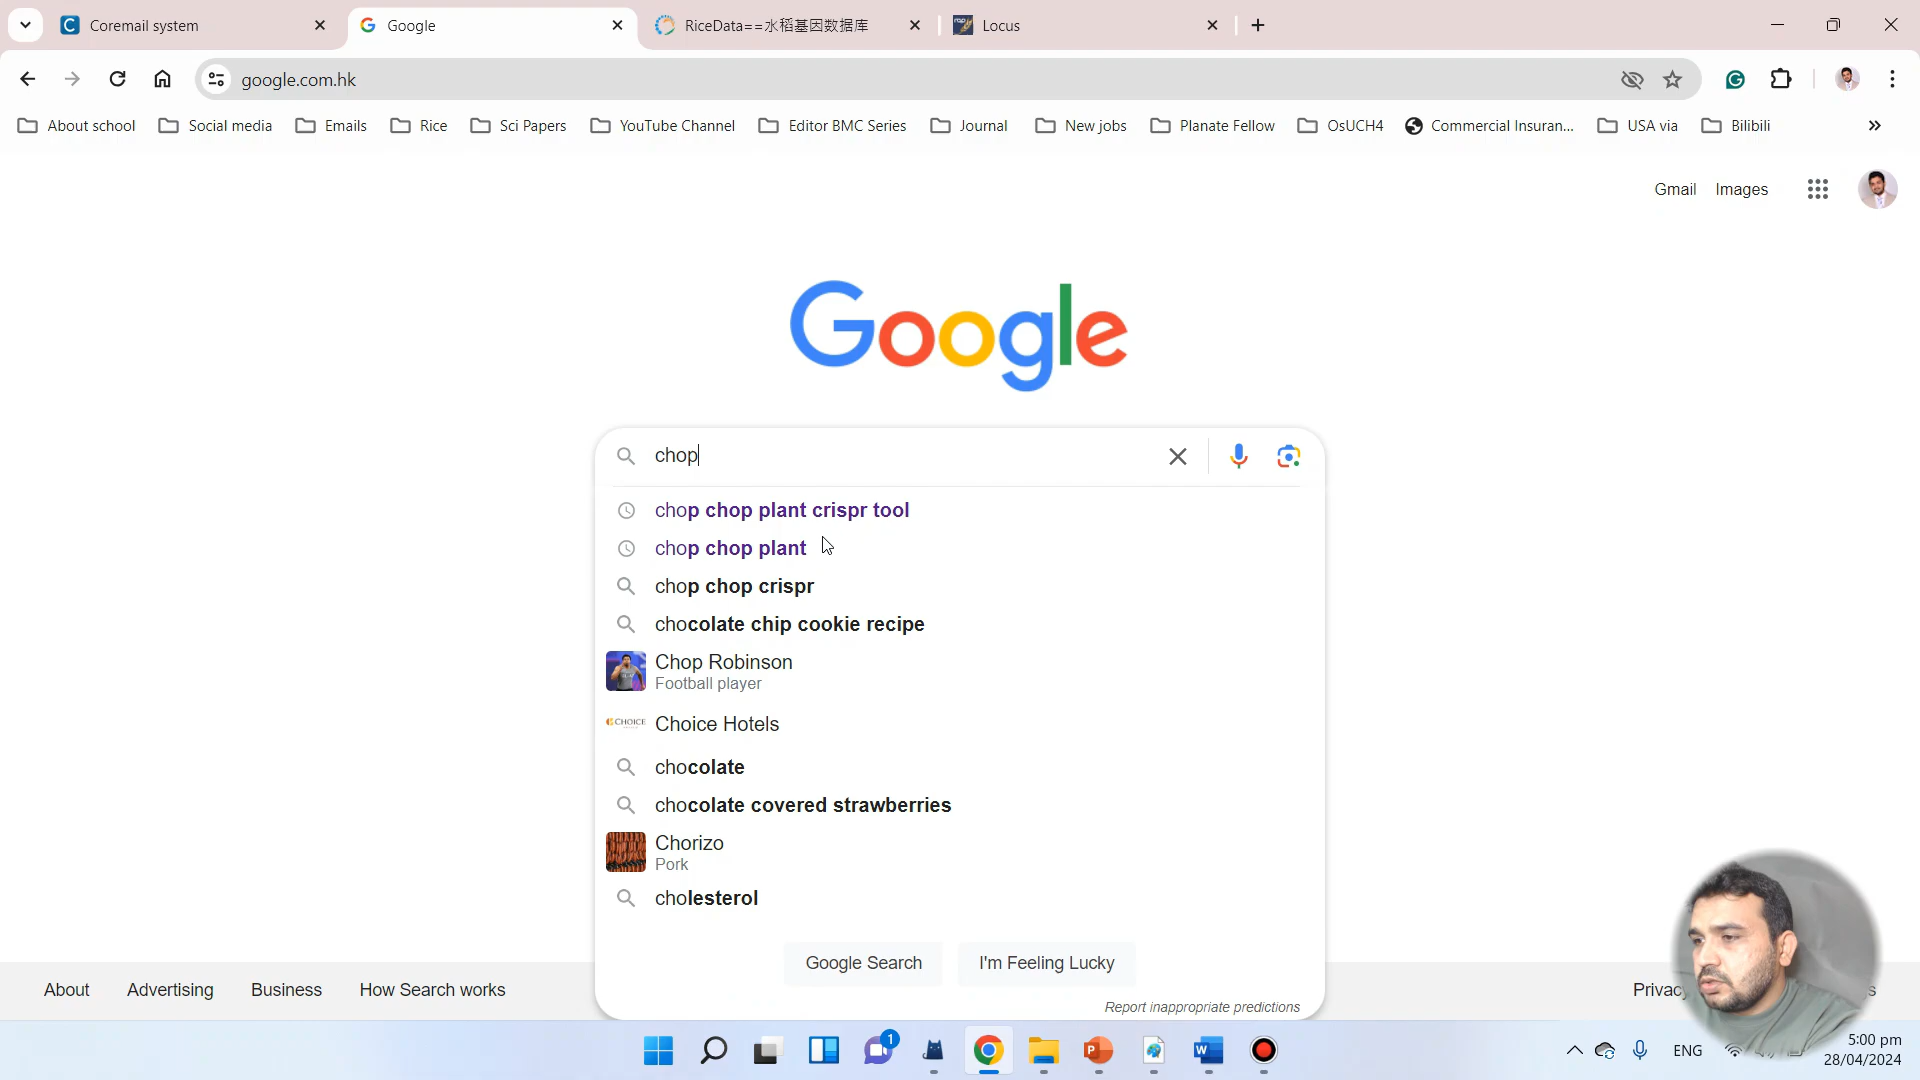 Coremail system
Google
RiceData==水稻基因数据库
Locus
google.com.hk
About school
Social media
Emails
Rice
Sci Papers
YouTube Channel
Editor BMC Series
Journal
New jobs
Planate Fellow
OsUCH4
Commercial Insuran...
USA via
Bilibili
Gmail
Images
Google
chop
chop chop plant crispr tool
chop chop plant
chop chop crispr
chocolate chip cookie recipe
Chop Robinson
Football player
CHOICE
Choice Hotels
chocolate
chocolate covered strawberries
Chorizo
Pork
cholesterol
Google Search
I'm Feeling Lucky
Report inappropriate predictions
About
Advertising
Business
How Search works
1
ENG
5:00 pm
28/04/2024